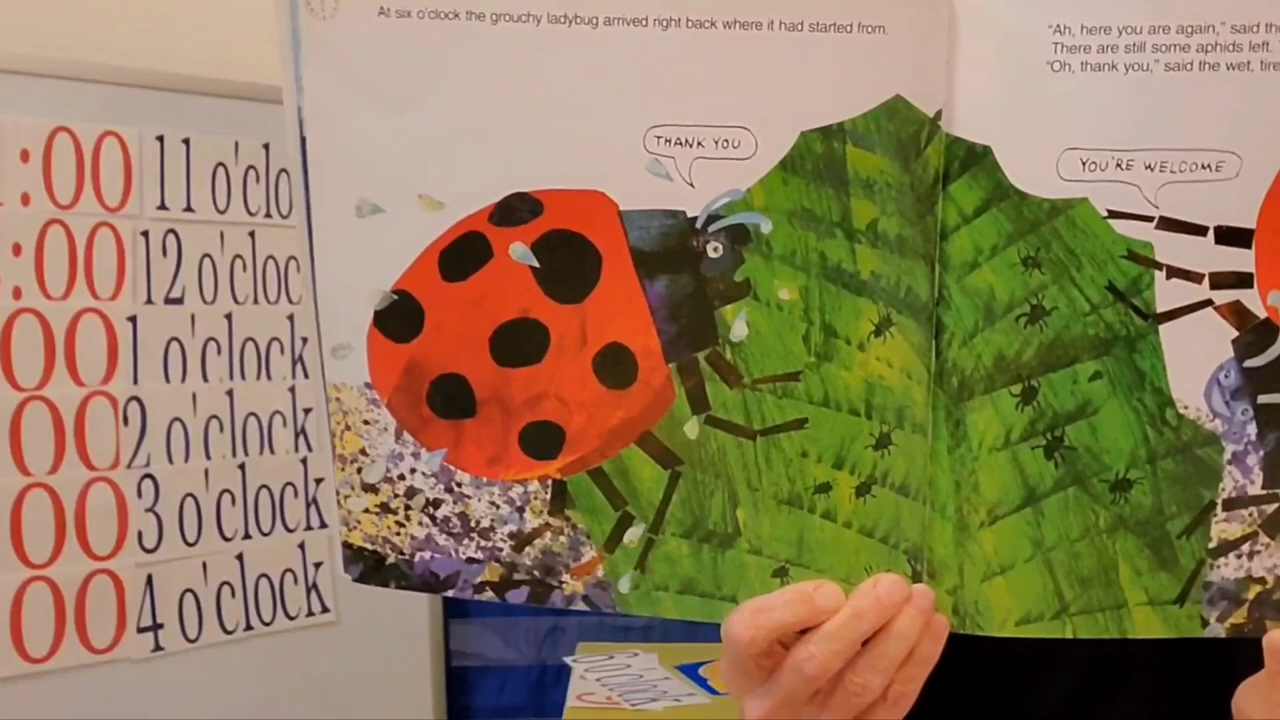 At six o'clock the grouchy ladybug arrived right back where it had started from.
"Ah, here you are again," said
There are still some aphids left.
"Oh, thank you," said the wet,
THANK YOU
YOU'RE WELCOME
:00 11 o'clo
:00 12 o'cloc
00 1 o'clock
00 2 o'clock
00 3 o'clock
00 4 o'clock
6 o'clock